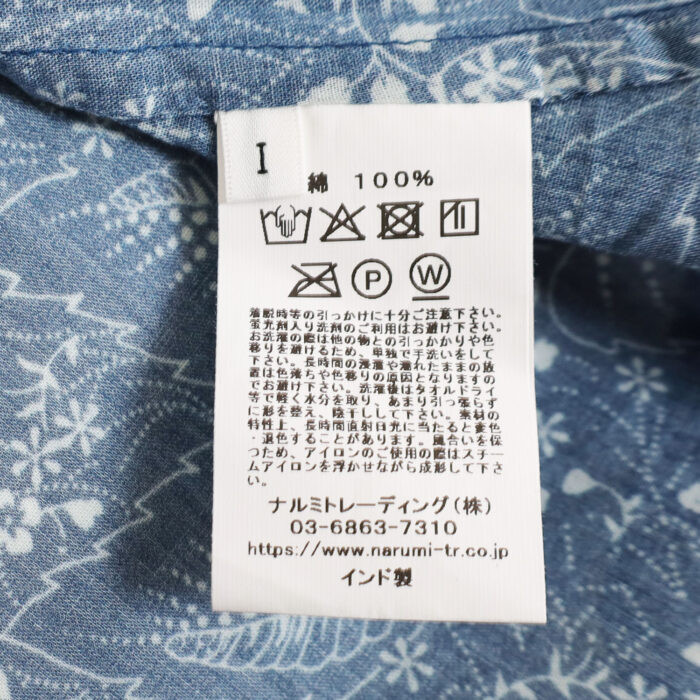 I
綿 100%
P W
着脱時等の引っかけに十分ご注意下さい。
蛍光剤入り洗剤のご利用はお避け下さい。
お洗濯の際は他の物との引っかかりや色
移りを避けるため、単独で手洗いをして
下さい。長時間の浸漬や濡れたままの放
置は色落ちや色移りの原因となりますの
でお避け下さい。洗濯後はタオルドライ
等で軽く水分を取り、あまり引っ張らず
に形を整え、陰干しして下さい。素材の
特性上、長時間直射日光に当たると変色
・退色することがあります。風合いを保
つため、アイロンのご使用の際はスチー
ムアイロンを浮かせながら成形して下さ
い。
ナルミトレーディング(株)
03-6863-7310
https://www.narumi-tr.co.jp
インド製